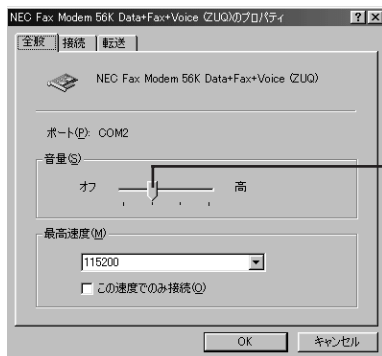 NEC Fax Modem 56K Data+Fax+Voice (ZUQ)のプロパティ
全般 接続 転送
NEC Fax Modem 56K Data+Fax+Voice (ZUQ)
ポート(P): COM2
音量(S)
オフ 高
最高速度(M)
115200
この速度でのみ接続(O)
OK キャンセル